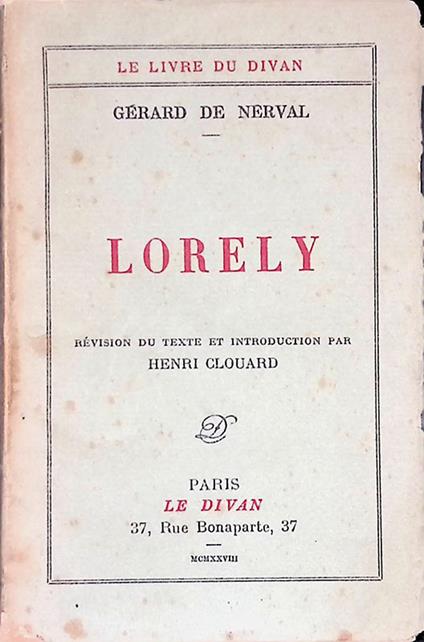 LE LIVRE DU DIVAN
GÉRARD DE NERVAL
LORELY
RÉVISION DU TEXTE ET INTRODUCTION PAR
HENRI CLOUARD
D
PARIS
LE DIVAN
37, Rue Bonaparte, 37
MCMXXVIII